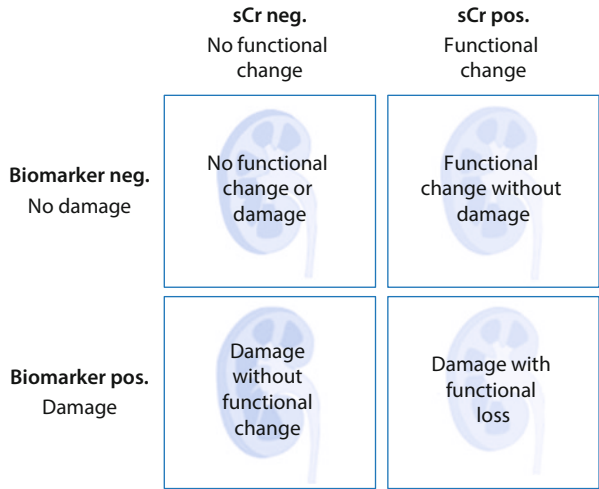 sCr neg.
No functional
change
sCr pos.
Functional
change
Biomarker neg.
No damage
No functional
change or
damage
Functional
change without
damage
Biomarker pos.
Damage
Damage
without
functional
change
Damage with
functional
loss